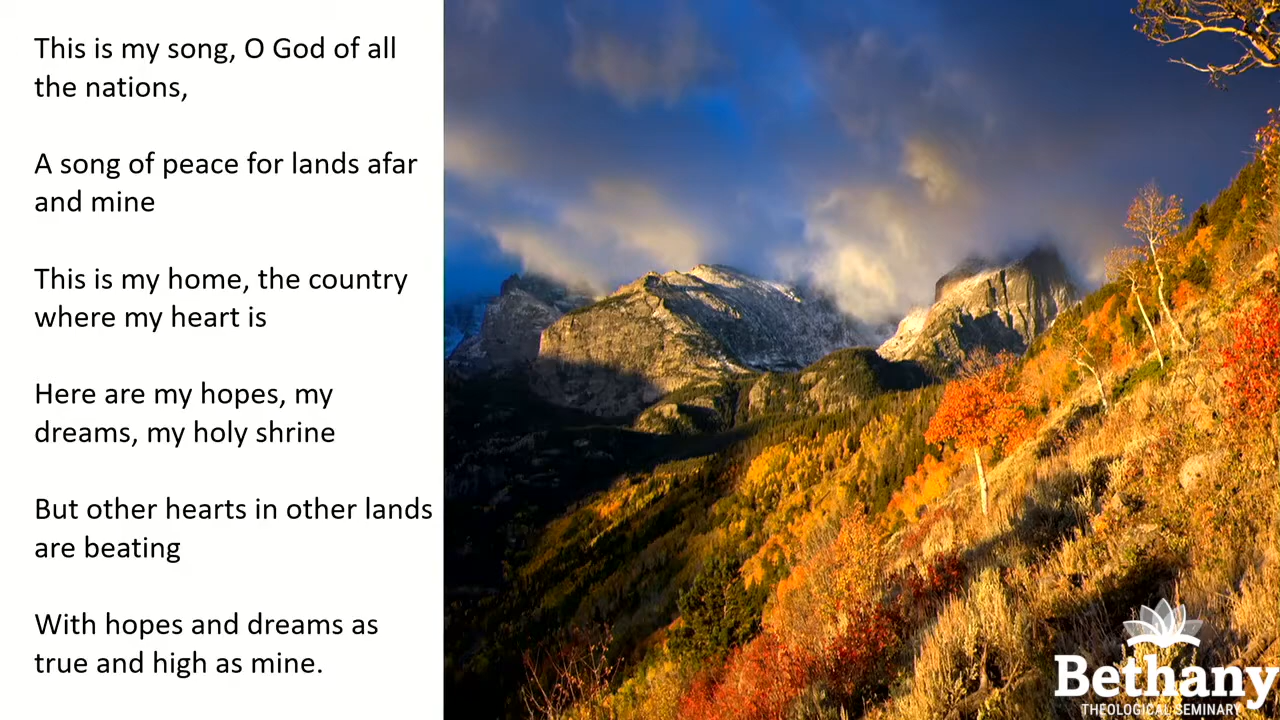 This is my song, O God of all
the nations,
A song of peace for lands afar
and mine
This is my home, the country
where my heart is
Here are my hopes, my
dreams, my holy shrine
But other hearts in other lands
are beating
With hopes and dreams as
true and high as mine.
Bethany
THEOLOGICAL SEMINARY